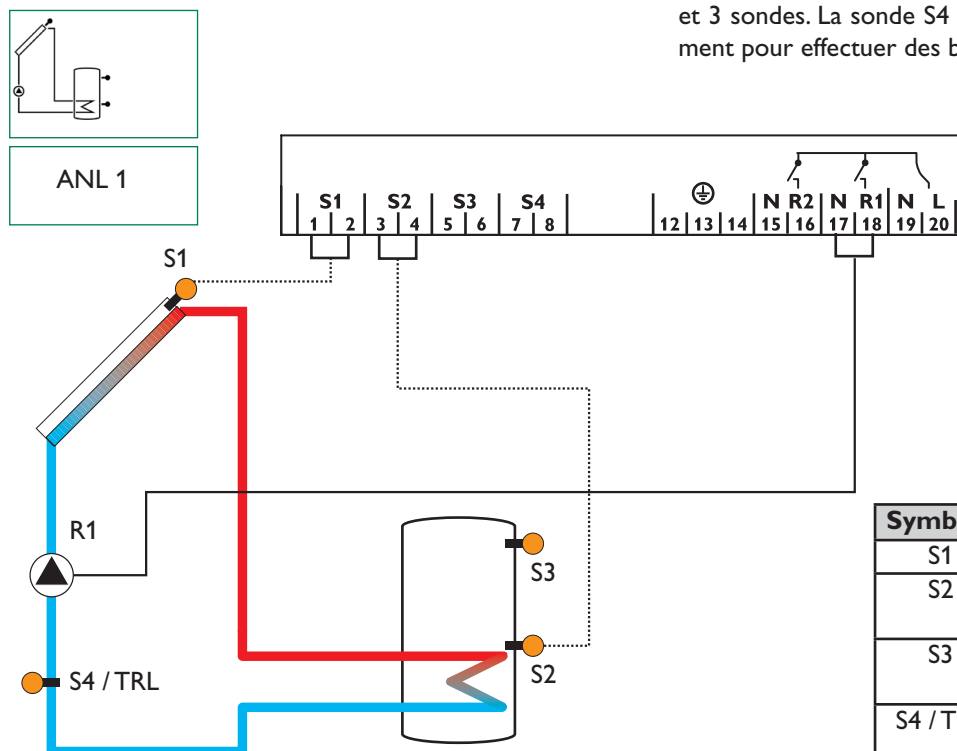 et 3 sondes. La sonde S4
ment pour effectuer des
ANL 1
S1 S2 S3 S4 N R2 N R1 N L
1 2 3 4 5 6 7 8 12 13 14 15 16 17 18 19 20
S1
R1
S3
S2
S4 / TRL
Symb
S1
S2
S3
S4 / T